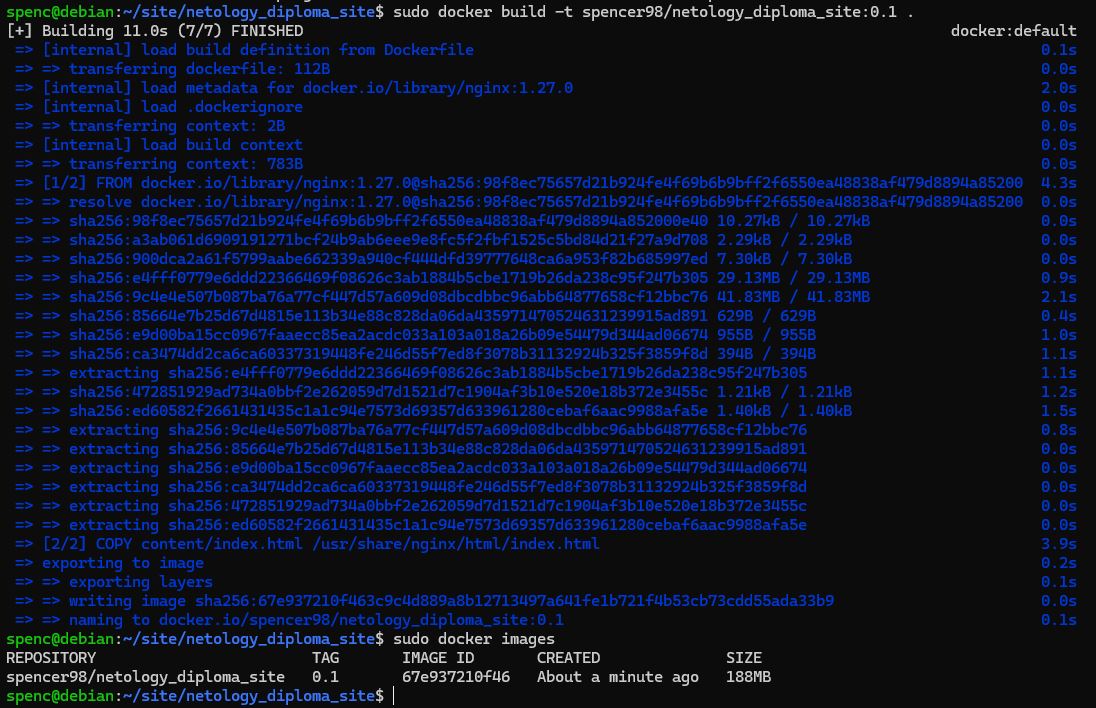 spenc@debian:~/site/netology_diploma_site$ sudo docker build -t spencer98/netology_diploma_site:0.1 .
[+] Building 11.0s (7/7) FINISHED docker:default
=> [internal] load build definition from Dockerfile 0.1s
=> => transferring dockerfile: 112B 0.0s
=> [internal] load metadata for docker.io/library/nginx:1.27.0 2.0s
=> [internal] load .dockerignore 0.0s
=> => transferring context: 2B 0.0s
=> [internal] load build context 0.0s
=> => transferring context: 783B 0.0s
=> [1/2] FROM docker.io/library/nginx:1.27.0@sha256:98f8ec75657d21b924fe4f69b6b9bff2f6550ea48838af479d8894a85200 4.3s
=> => resolve docker.io/library/nginx:1.27.0@sha256:98f8ec75657d21b924fe4f69b6b9bff2f6550ea48838af479d8894a85200 0.0s
=> => sha256:98f8ec75657d21b924fe4f69b6b9bff2f6550ea48838af479d8894a852000e40 10.27kB / 10.27kB 0.0s
=> => sha256:a3ab061d6909191271bcf24b9ab6eee9e8fc5f2fbf1525c5bd84d21f27a9d708 2.29kB / 2.29kB 0.0s
=> => sha256:900dca2a61f5799aabe662339a940cf444dfd39777648ca6a953f82b685997ed 7.30kB / 7.30kB 0.0s
=> => sha256:e4fff0779e6ddd22366469f08626c3ab1884b5cbe1719b26da238c95f247b305 29.13MB / 29.13MB 0.9s
=> => sha256:9c4e4e507b087ba76a77cf447d57a609d08dbcdbbc96abb64877658cf12bbc76 41.83MB / 41.83MB 2.1s
=> => sha256:85664e7b25d67d4815e113b34e88c828da06da435971470524631239915ad891 629B / 629B 0.4s
=> => sha256:e9d00ba15cc0967faaecc85ea2acdc033a103a018a26b09e54479d344ad06674 955B / 955B 1.0s
=> => sha256:ca3474dd2ca6ca60337319448fe246d55f7ed8f3078b31132924b325f3859f8d 394B / 394B 1.1s
=> => extracting sha256:e4fff0779e6ddd22366469f08626c3ab1884b5cbe1719b26da238c95f247b305 1.1s
=> => sha256:472851929ad734a0bbf2e262059d7d1521d7c1904af3b10e520e18b372e3455c 1.21kB / 1.21kB 1.2s
=> => sha256:ed60582f2661431435c1a1c94e7573d69357d633961280cebaf6aac9988afa5e 1.40kB / 1.40kB 1.5s
=> => extracting sha256:9c4e4e507b087ba76a77cf447d57a609d08dbcdbbc96abb64877658cf12bbc76 0.8s
=> => extracting sha256:85664e7b25d67d4815e113b34e88c828da06da435971470524631239915ad891 0.0s
=> => extracting sha256:e9d00ba15cc0967faaecc85ea2acdc033a103a018a26b09e54479d344ad06674 0.0s
=> => extracting sha256:ca3474dd2ca6ca60337319448fe246d55f7ed8f3078b31132924b325f3859f8d 0.0s
=> => extracting sha256:472851929ad734a0bbf2e262059d7d1521d7c1904af3b10e520e18b372e3455c 0.0s
=> => extracting sha256:ed60582f2661431435c1a1c94e7573d69357d633961280cebaf6aac9988afa5e 0.0s
=> [2/2] COPY content/index.html /usr/share/nginx/html/index.html 3.9s
=> exporting to image 0.2s
=> => exporting layers 0.1s
=> => writing image sha256:67e937210f463c9c4d889a8b12713497a641fe1b721f4b53cb73cdd55ada33b9 0.0s
=> => naming to docker.io/spencer98/netology_diploma_site:0.1 0.1s
spenc@debian:~/site/netology_diploma_site$ sudo docker images
REPOSITORY TAG IMAGE ID CREATED SIZE
spencer98/netology_diploma_site 0.1 67e937210f46 About a minute ago 188MB
spenc@debian:~/site/netology_diploma_site$